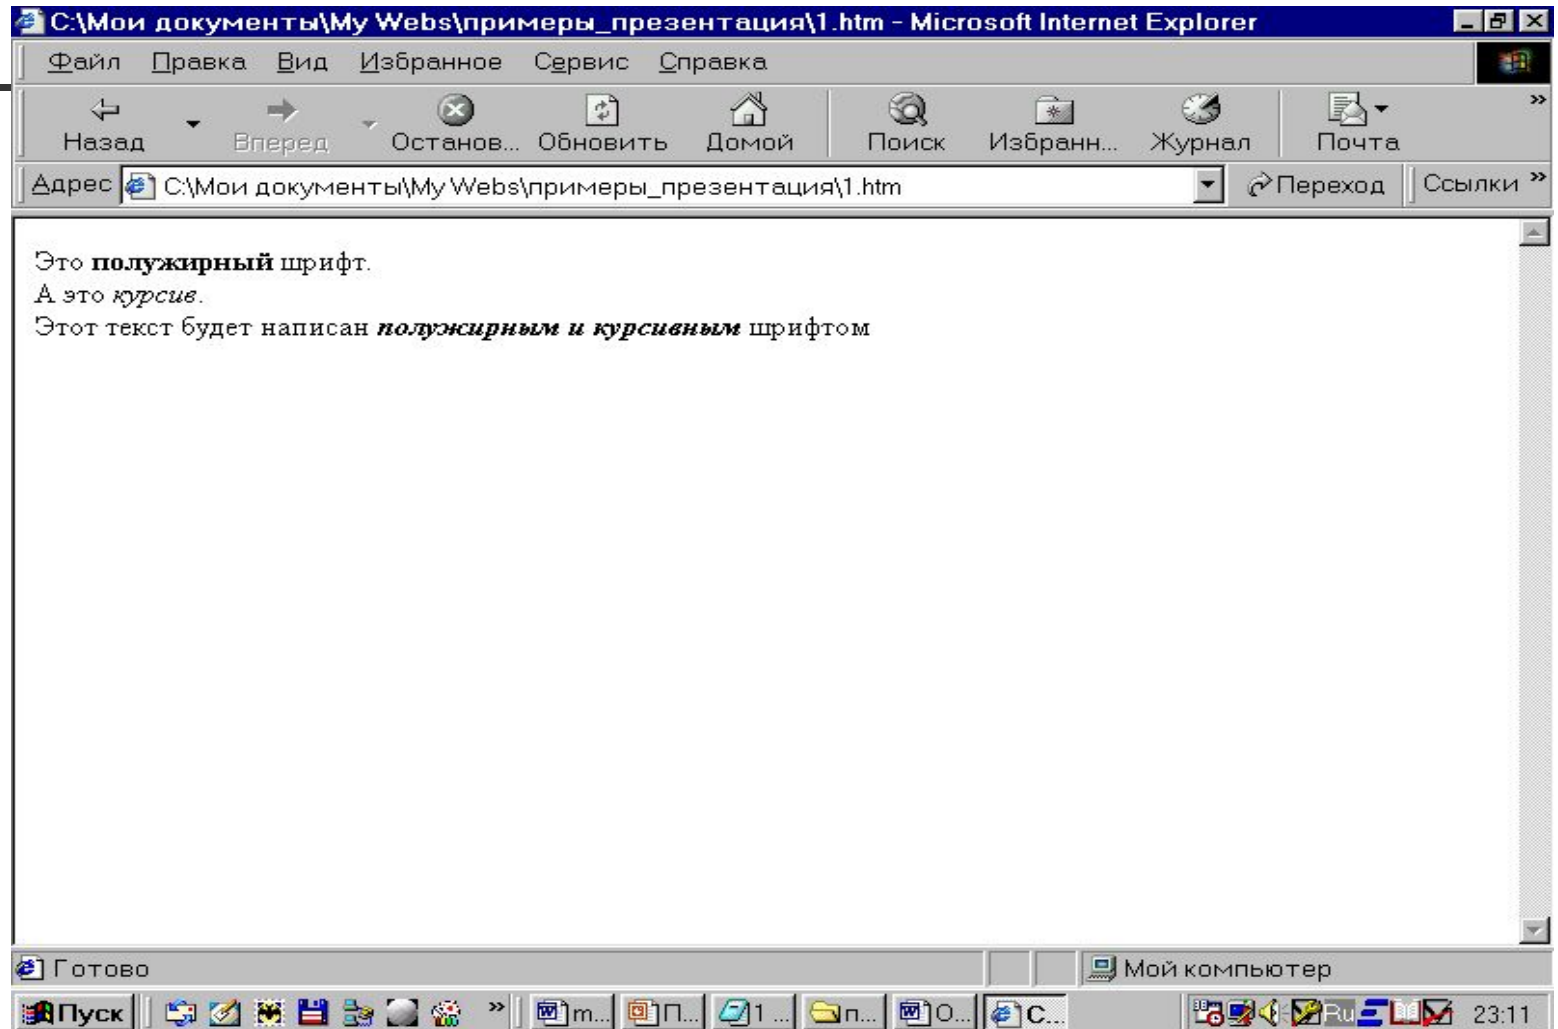 C:\Мои документы\My Webs\примеры_презентация\1.htm - Microsoft Internet Explorer
Файл Правка Вид Избранное Сервис Справка
Назад Вперед Останов... Обновить Домой Поиск Избранн... Журнал Почта »
Адрес C:\Мои документы\My Webs\примеры_презентация\1.htm Переход Ссылки »
Это полужирный шрифт.
А это курсив.
Этот текст будет написан полужирным и курсивным шрифтом
Готово Мой компьютер
Пуск » m... П... 1 ... п... О... С... Ru 23:11